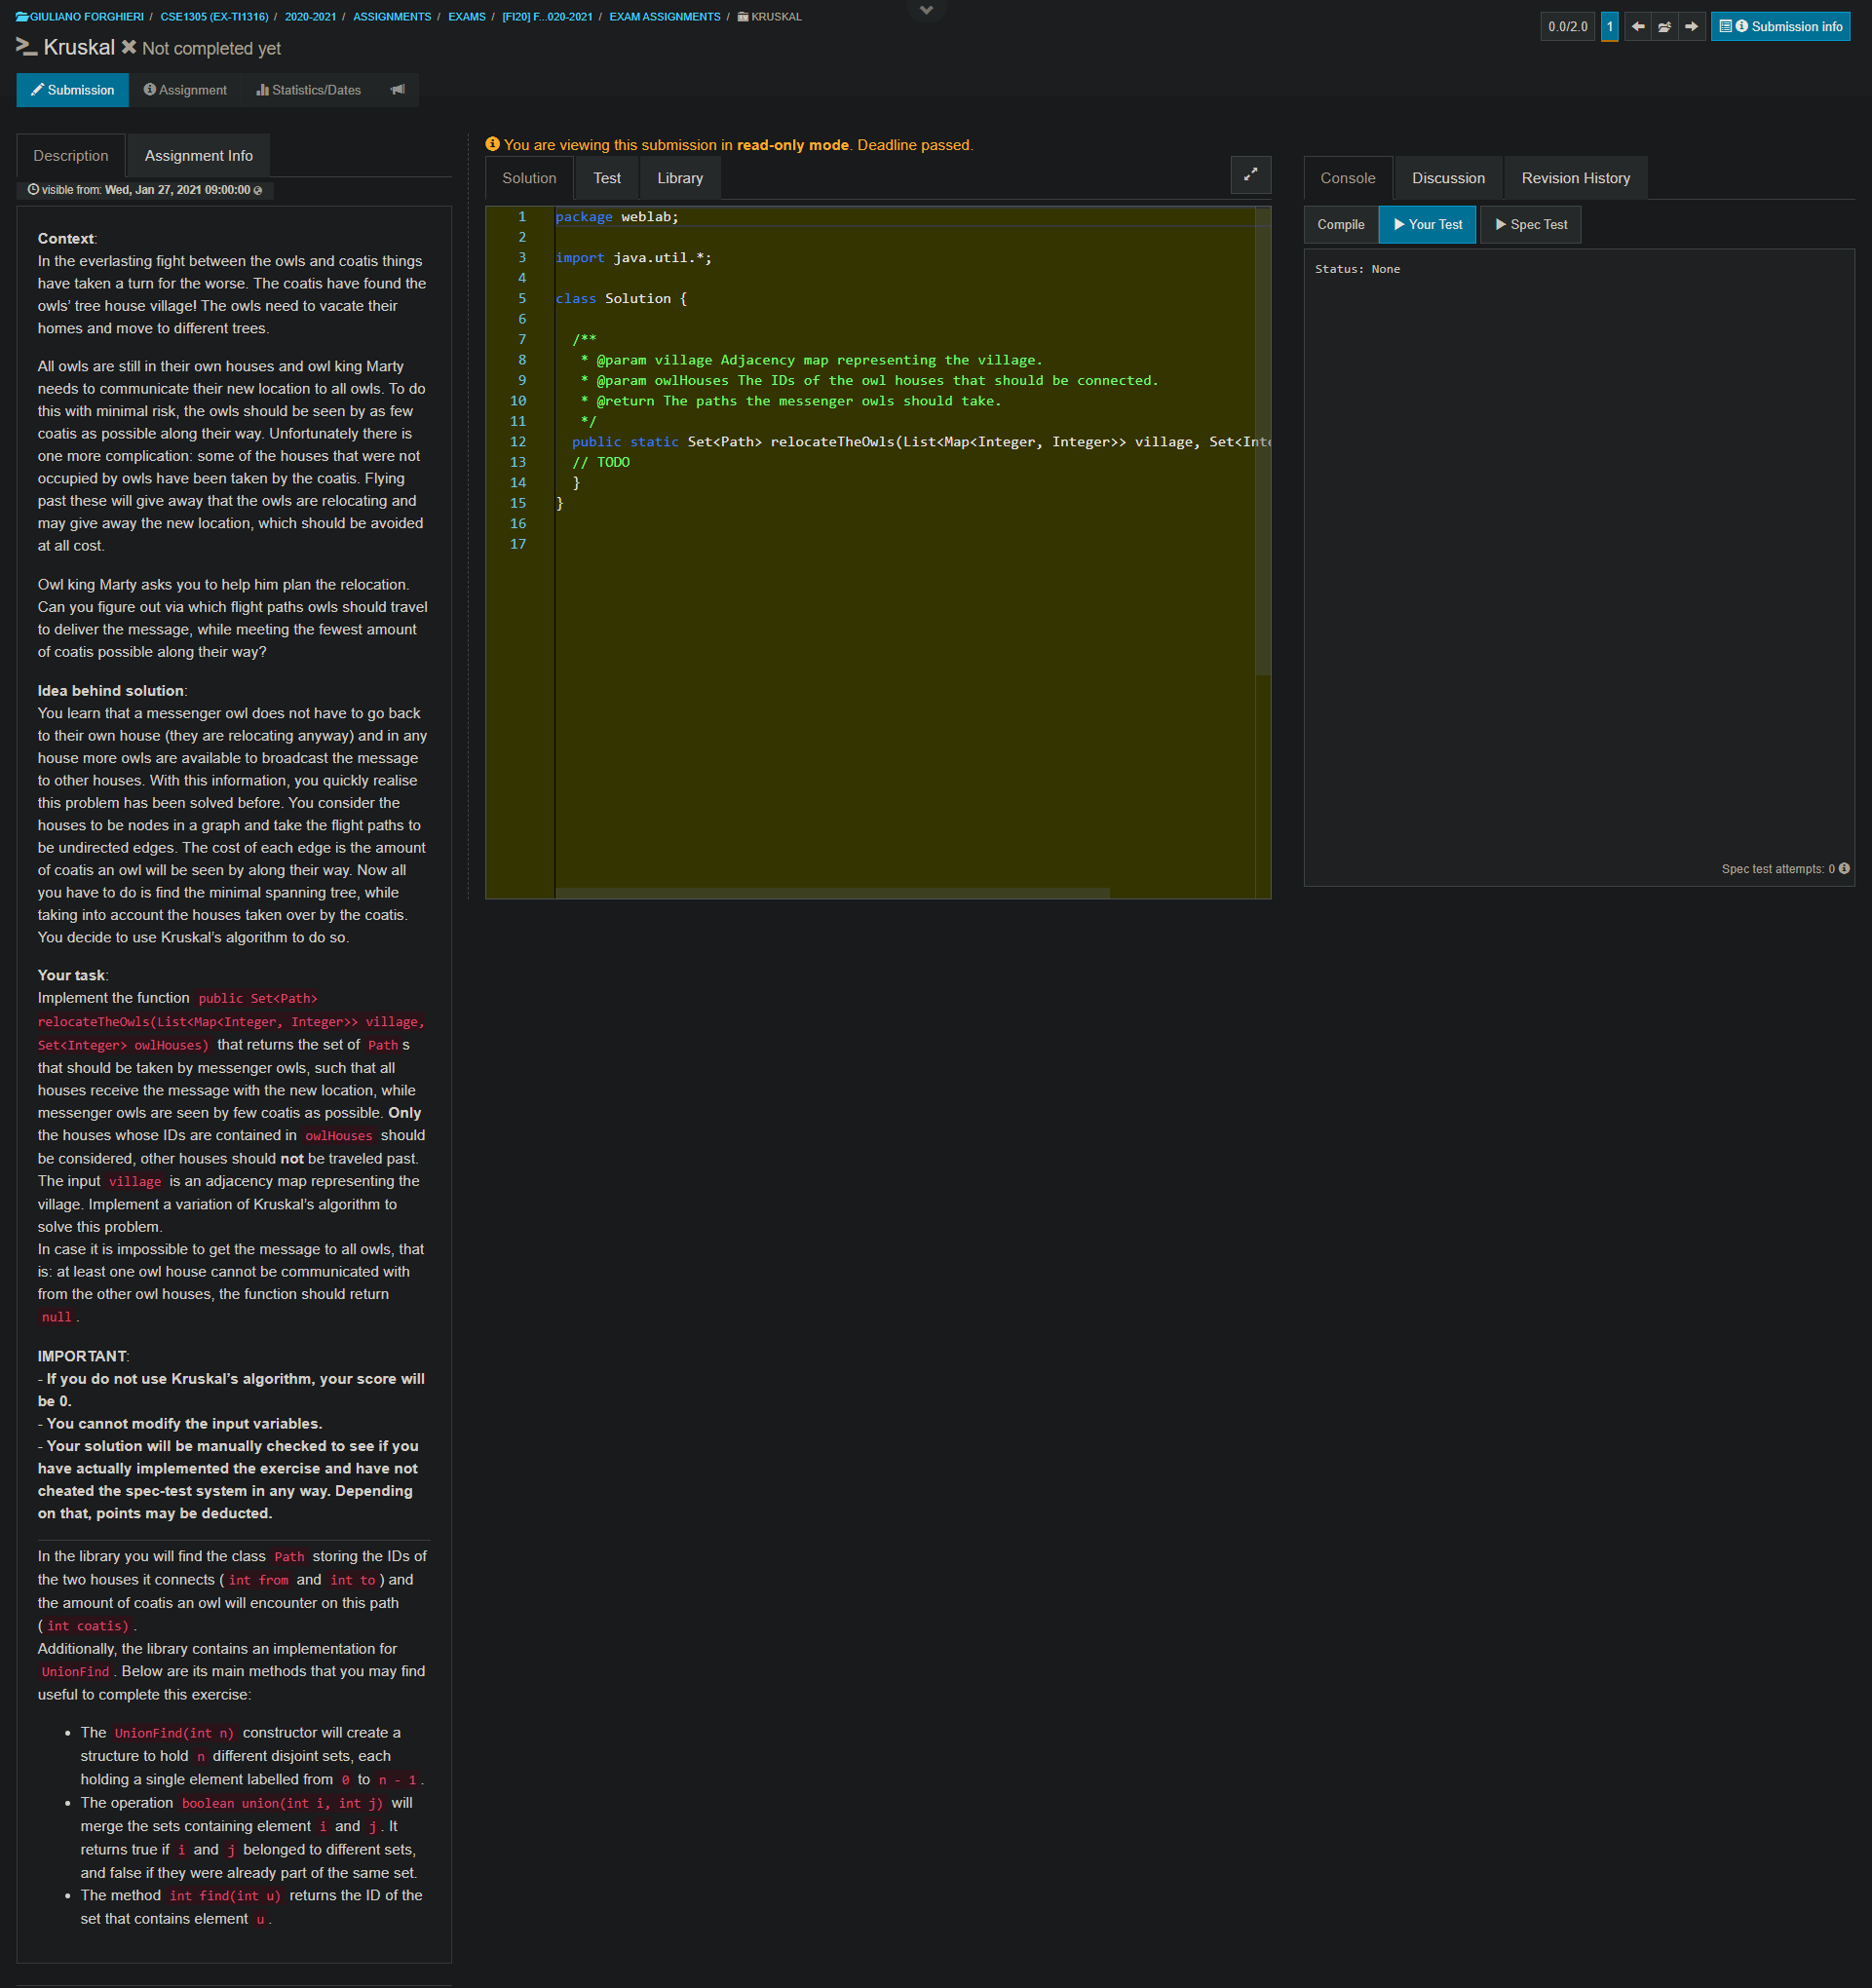 GIULIANO FORGHIERI / CSE1305 (EX-TI1316) / 2020-2021 / ASSIGNMENTS / EXAMS / [FI20] F...020-2021 / EXAM ASSIGNMENTS / KRUSKAL
0.0/2.0 1 Submission info
Kruskal Not completed yet
Submission Assignment Statistics/Dates
Description Assignment Info
visible from: Wed, Jan 27, 2021 09:00:00
Context:
In the everlasting fight between the owls and coatis things
have taken a turn for the worse. The coatis have found the
owls’ tree house village! The owls need to vacate their
homes and move to different trees.
All owls are still in their own houses and owl king Marty
needs to communicate their new location to all owls. To do
this with minimal risk, the owls should be seen by as few
coatis as possible along their way. Unfortunately there is
one more complication: some of the houses that were not
occupied by owls have been taken by the coatis. Flying
past these will give away that the owls are relocating and
may give away the new location, which should be avoided
at all cost.
Owl king Marty asks you to help him plan the relocation.
Can you figure out via which flight paths owls should travel
to deliver the message, while meeting the fewest amount
of coatis possible along their way?
Idea behind solution:
You learn that a messenger owl does not have to go back
to their own house (they are relocating anyway) and in any
house more owls are available to broadcast the message
to other houses. With this information, you quickly realise
this problem has been solved before. You consider the
houses to be nodes in a graph and take the flight paths to
be undirected edges. The cost of each edge is the amount
of coatis an owl will be seen by along their way. Now all
you have to do is find the minimal spanning tree, while
taking into account the houses taken over by the coatis.
You decide to use Kruskal’s algorithm to do so.
Your task:
Implement the function public Set<Path>
relocateTheOwls(List<Map<Integer, Integer>> village,
Set<Integer> owlHouses) that returns the set of Path s
that should be taken by messenger owls, such that all
houses receive the message with the new location, while
messenger owls are seen by few coatis as possible. Only
the houses whose IDs are contained in owlHouses should
be considered, other houses should not be traveled past.
The input village is an adjacency map representing the
village. Implement a variation of Kruskal’s algorithm to
solve this problem.
In case it is impossible to get the message to all owls, that
is: at least one owl house cannot be communicated with
from the other owl houses, the function should return
null .
IMPORTANT:
- If you do not use Kruskal’s algorithm, your score will
be 0.
- You cannot modify the input variables.
- Your solution will be manually checked to see if you
have actually implemented the exercise and have not
cheated the spec-test system in any way. Depending
on that, points may be deducted.
In the library you will find the class Path storing the IDs of
the two houses it connects ( int from and int to ) and
the amount of coatis an owl will encounter on this path
( int coatis) .
Additionally, the library contains an implementation for
UnionFind . Below are its main methods that you may find
useful to complete this exercise:
• The UnionFind(int n) constructor will create a
structure to hold n different disjoint sets, each
holding a single element labelled from 0 to n - 1 .
• The operation boolean union(int i, int j) will
merge the sets containing element i and j . It
returns true if i and j belonged to different sets,
and false if they were already part of the same set.
• The method int find(int u) returns the ID of the
set that contains element u .
You are viewing this submission in read-only mode. Deadline passed.
Solution Test Library
1 package weblab;
2
3 import java.util.*;
4
5 class Solution {
6
7 /**
8 * @param village Adjacency map representing the village.
9 * @param owlHouses The IDs of the owl houses that should be connected.
10 * @return The paths the messenger owls should take.
11 */
12 public static Set<Path> relocateTheOwls(List<Map<Integer, Integer>> village, Set<Inte
13 // TODO
14 }
15 }
16
17
Console Discussion Revision History
Compile Your Test Spec Test
Status: None
Spec test attempts: 0